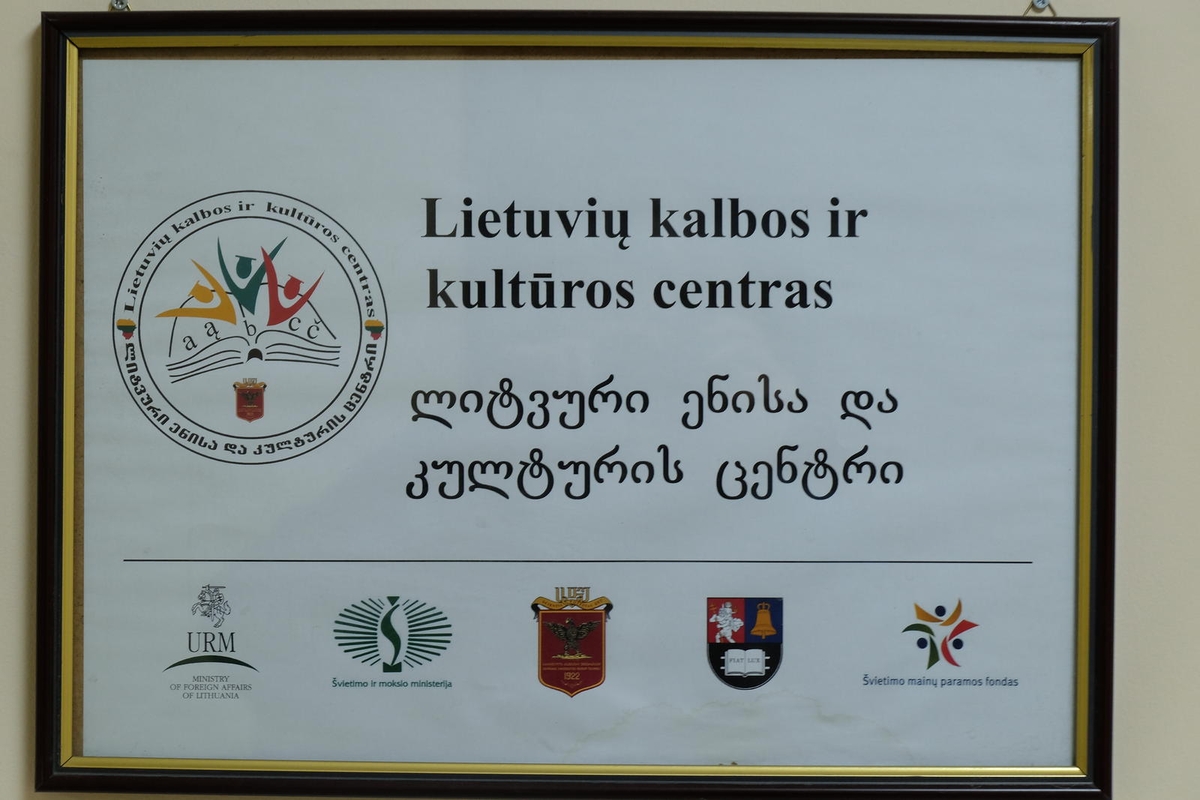 Lietuvių kalbos ir kultūros centras
ლიტვური ენისა და კულტურის ცენტრი
a ą b c č
Lietuvių kalbos ir
kultūros centras
ლიტვური ენისა და
კულტურის ცენტრი
URM
MINISTRY
OF FOREIGN AFFAIRS
OF LITHUANIA
Švietimo ir mokslo ministerija
1922
FIAT LUX
Švietimo mainų paramos fondas